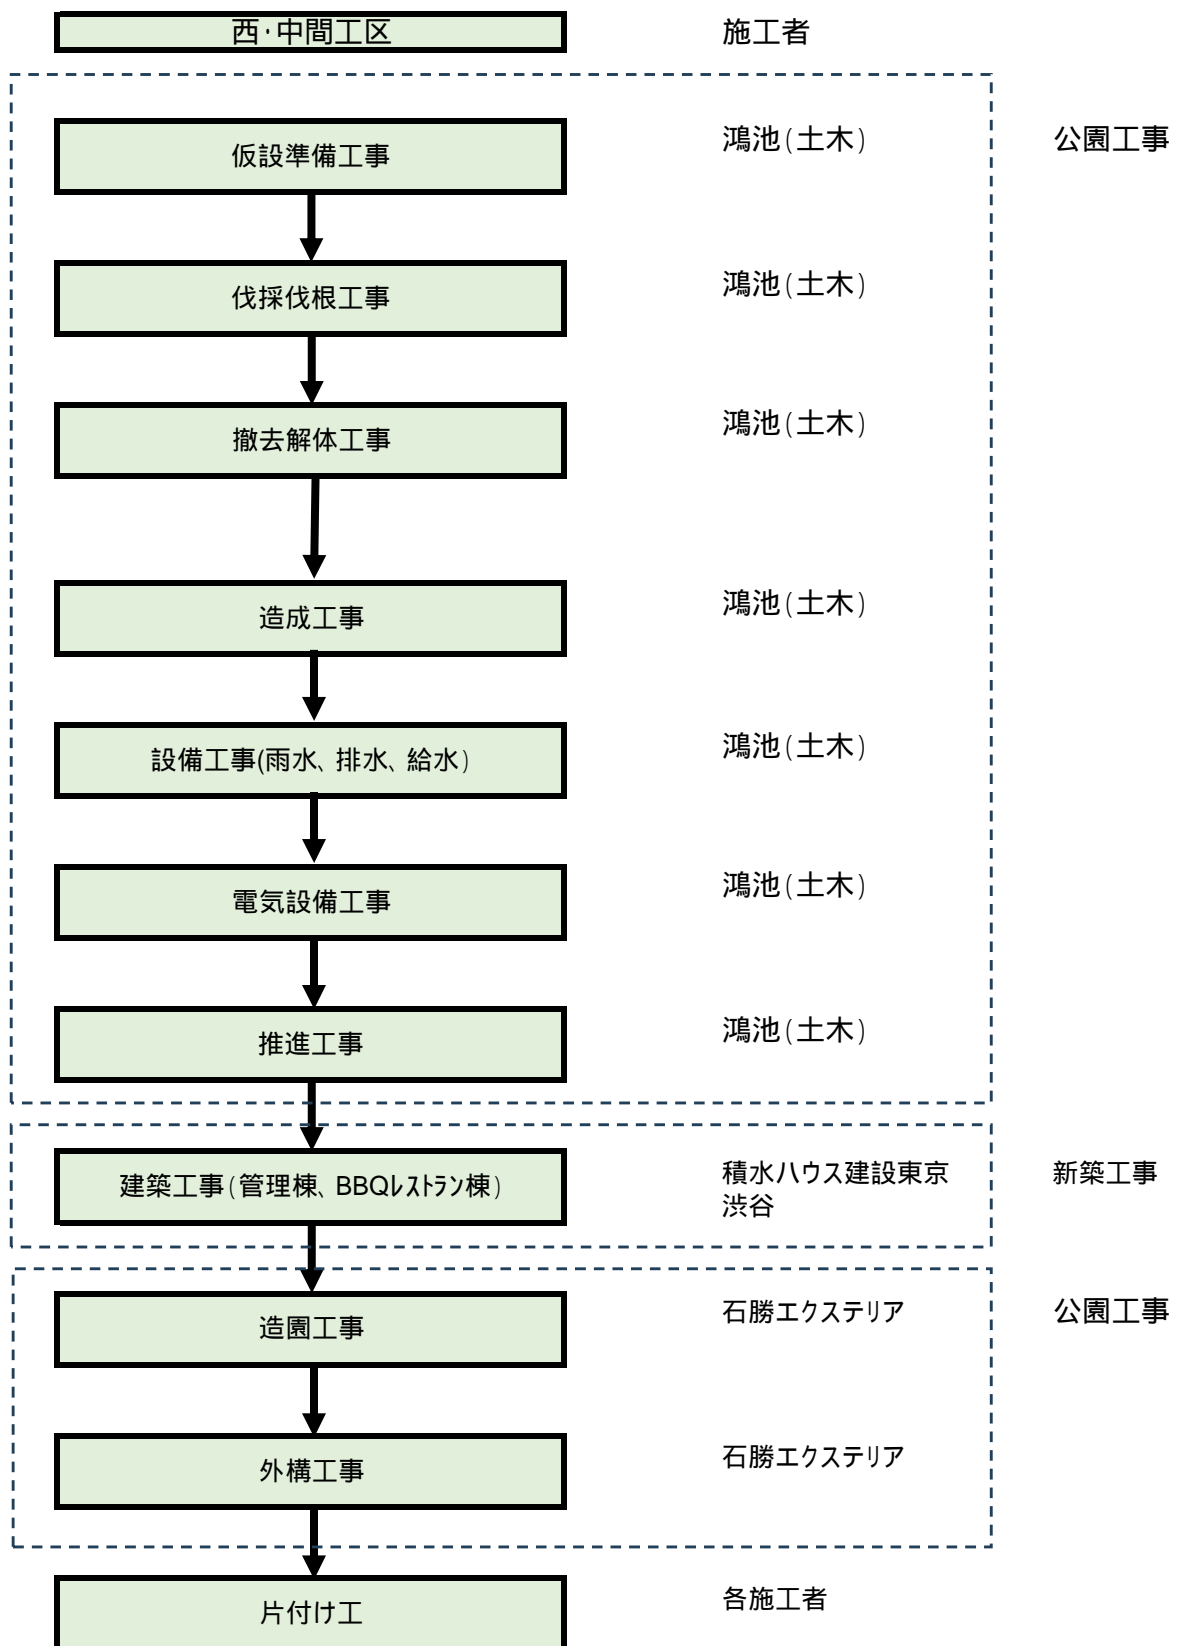 西・中間工区 施工者
仮設準備工事 鴻池(土木) 公園工事
伐採伐根工事 鴻池(土木)
撤去解体工事 鴻池(土木)
造成工事 鴻池(土木)
設備工事(雨水、排水、給水) 鴻池(土木)
電気設備工事 鴻池(土木)
推進工事 鴻池(土木)
建築工事(管理棟、BBQレストラン棟) 積水ハウス建設東京 新築工事
渋谷
造園工事 石勝エクステリア 公園工事
外構工事 石勝エクステリア
片付け工 各施工者